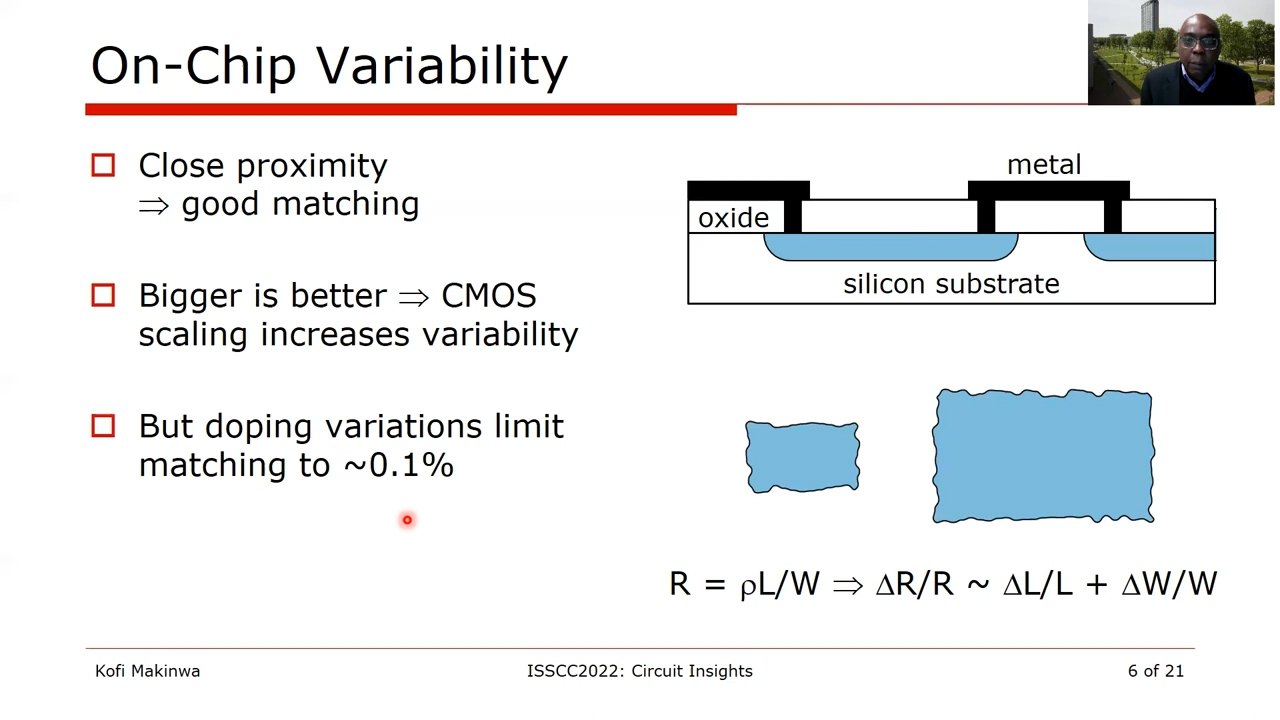 On-Chip Variability
Close proximity
⇒ good matching
Bigger is better ⇒ CMOS
scaling increases variability
But doping variations limit
matching to ~0.1%
metal
oxide
silicon substrate
R = ρL/W ⇒ ΔR/R ~ ΔL/L + ΔW/W
Kofi Makinwa
ISSCC2022: Circuit Insights
6 of 21